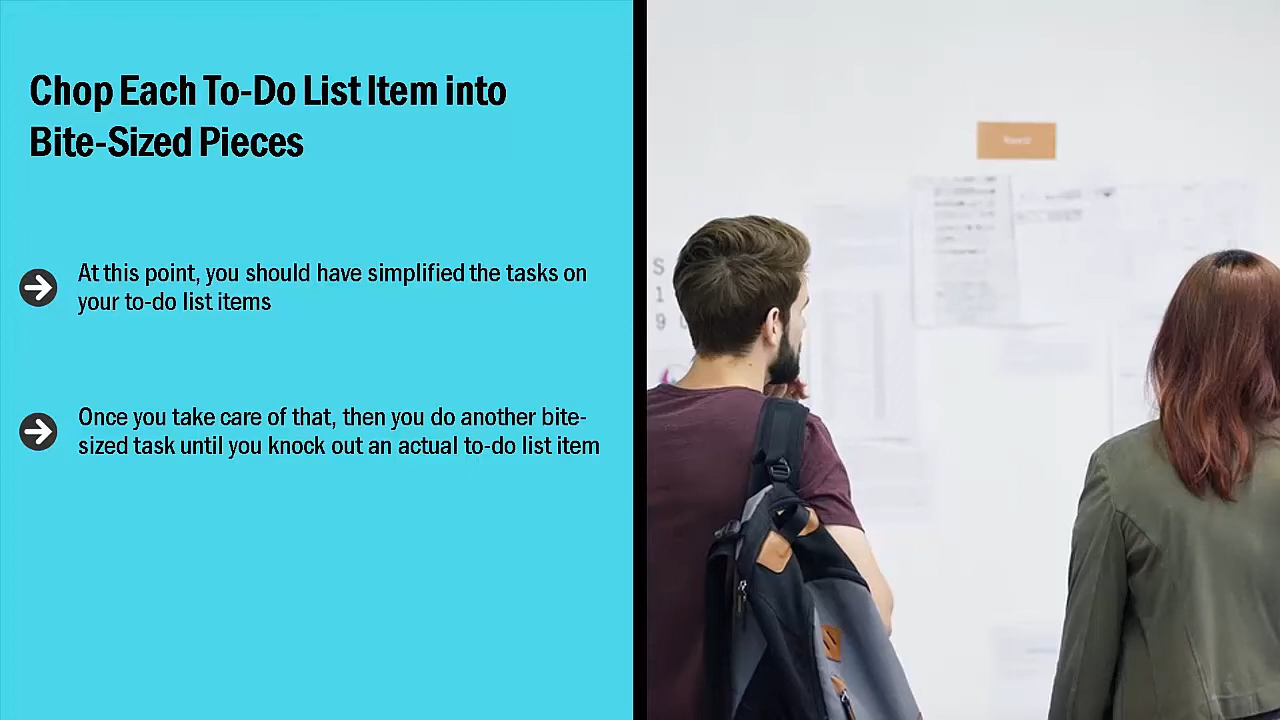 Chop Each To-Do List Item into
Bite-Sized Pieces
At this point, you should have simplified the tasks on
your to-do list items
Once you take care of that, then you do another bite-
sized task until you knock out an actual to-do list item
S
1
9